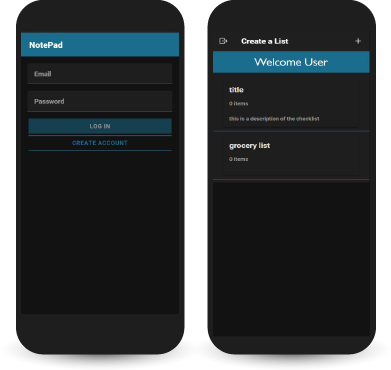 NotePad
Email
Password
LOG IN
CREATE ACCOUNT
Create a List
Welcome User
title
0 items
this is a description of the checklist
grocery list
0 items